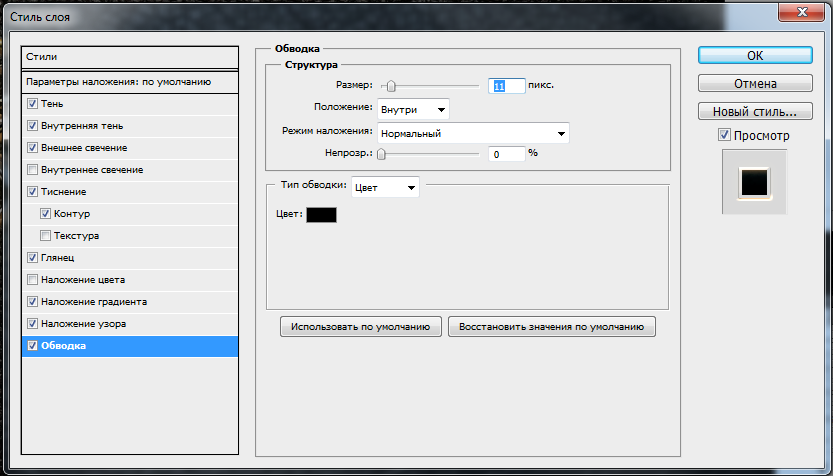 Стиль слоя
Стили
Параметры наложения: по умолчанию
Тень
Внутренняя тень
Внешнее свечение
Внутреннее свечение
Тиснение
Контур
Текстура
Глянец
Наложение цвета
Наложение градиента
Наложение узора
Обводка
Обводка
Структура
Размер: 11 пикс.
Положение: Внутри
Режим наложения: Нормальный
Непрозр.: 0 %
Тип обводки: Цвет
Цвет:
Использовать по умолчанию Восстановить значения по умолчанию
OK
Отмена
Новый стиль...
Просмотр